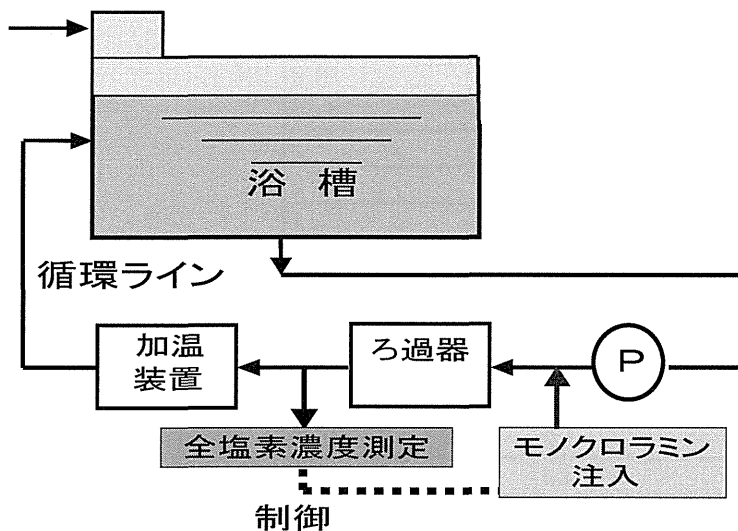 浴 槽
循環ライン
加温
装置
ろ過器
P
全塩素濃度測定
モノクロラミン
注入
制御